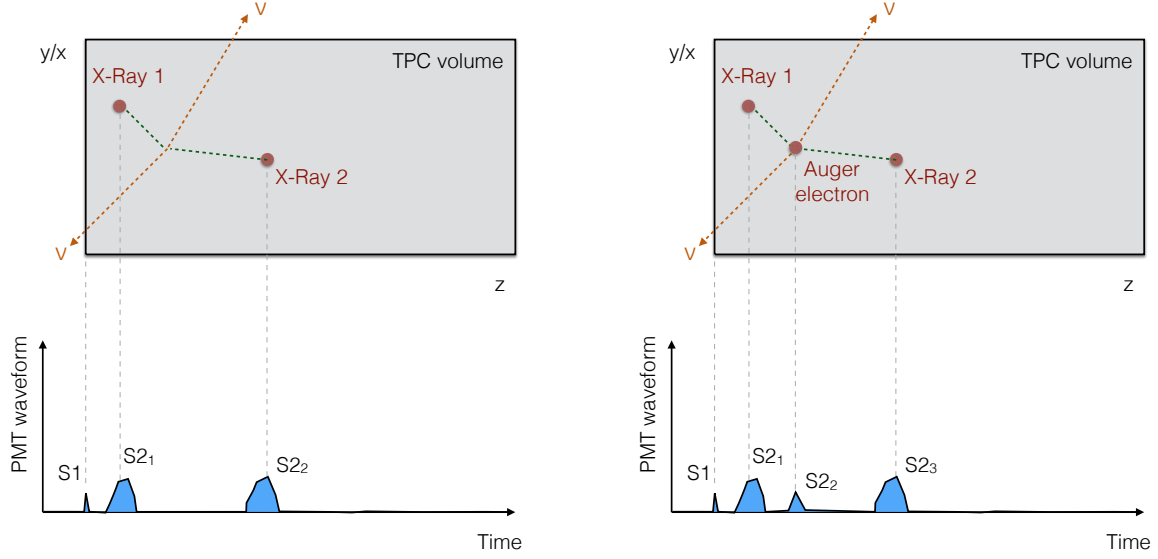 V
y/x
TPC volume
X-Ray 1
X-Ray 2
V
z
PMT waveform
S1
S2₁
S2₂
Time
V
y/x
TPC volume
X-Ray 1
Auger
electron
X-Ray 2
V
z
PMT waveform
S1
S2₁
S2₂
S2₃
Time